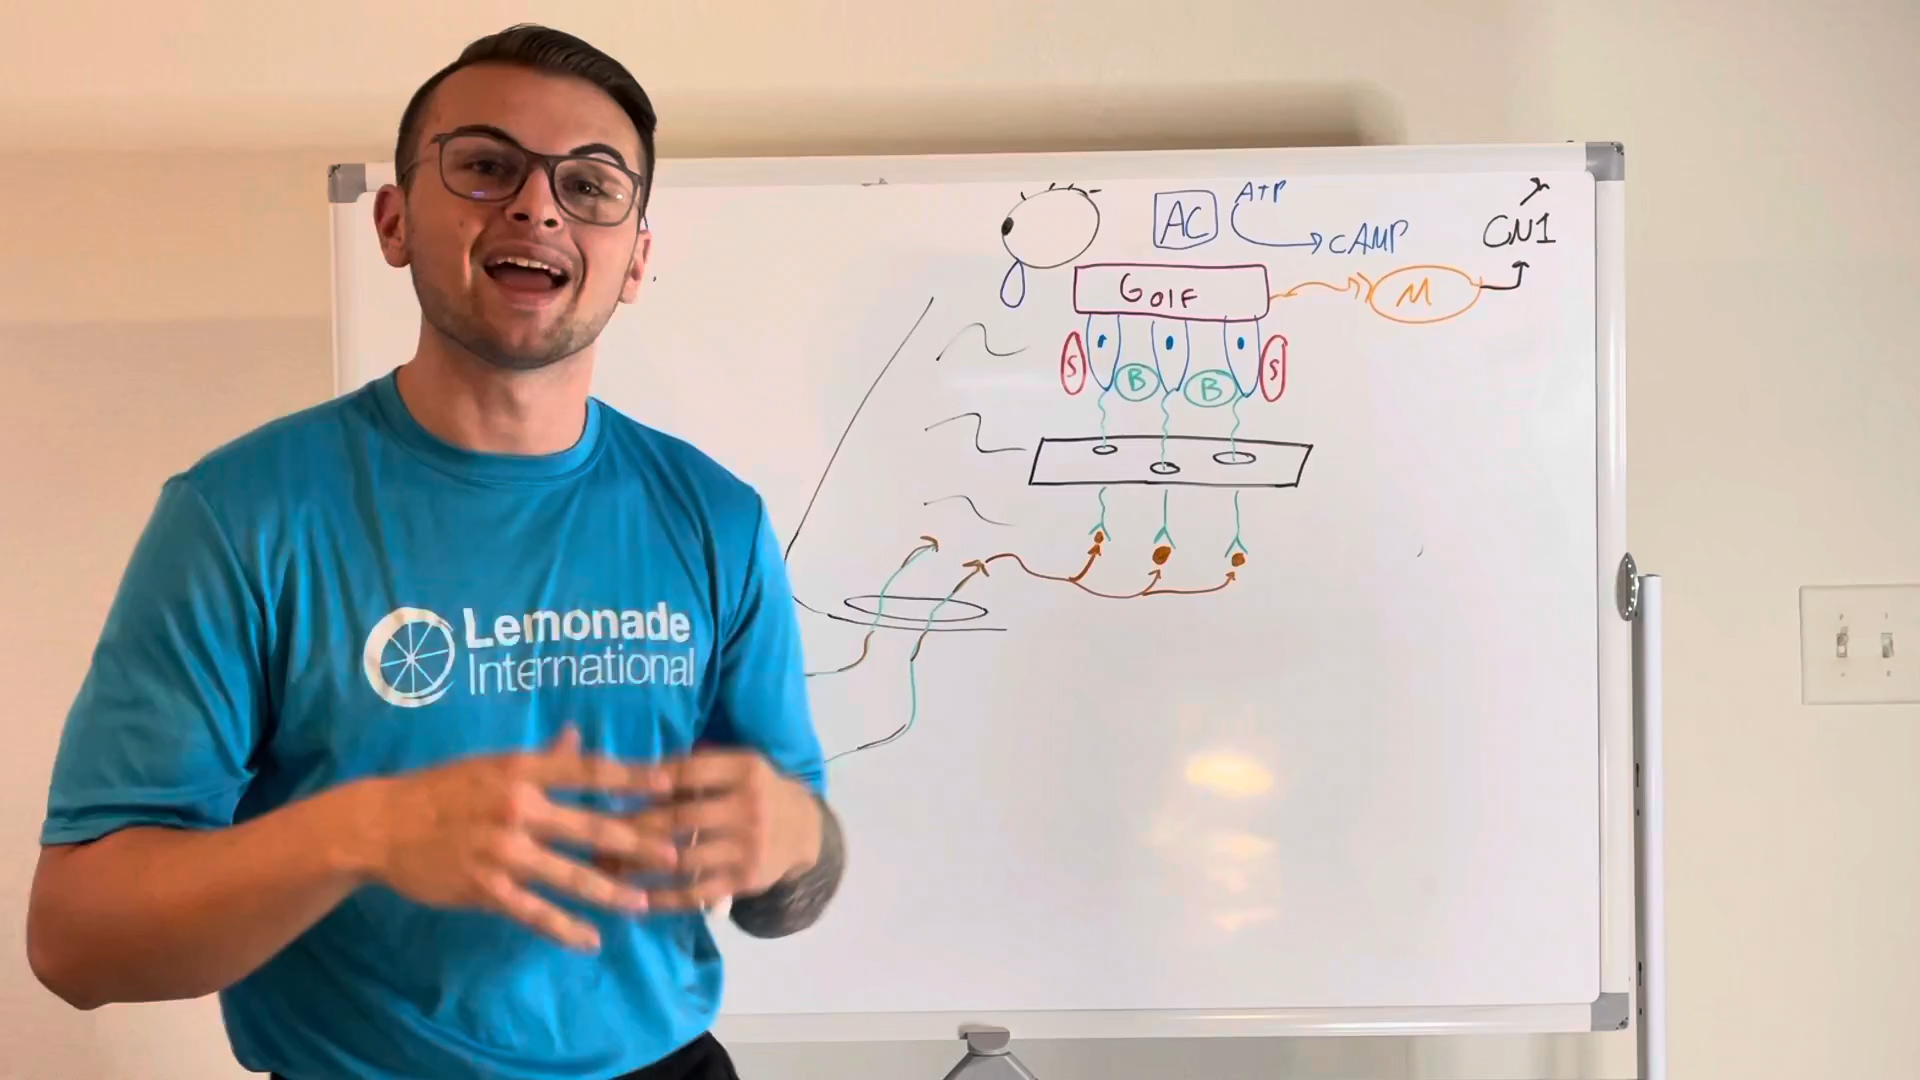 Lemonade
International
AC
ATP
cAMP
CN1
GOlF
M
S
B
B
S